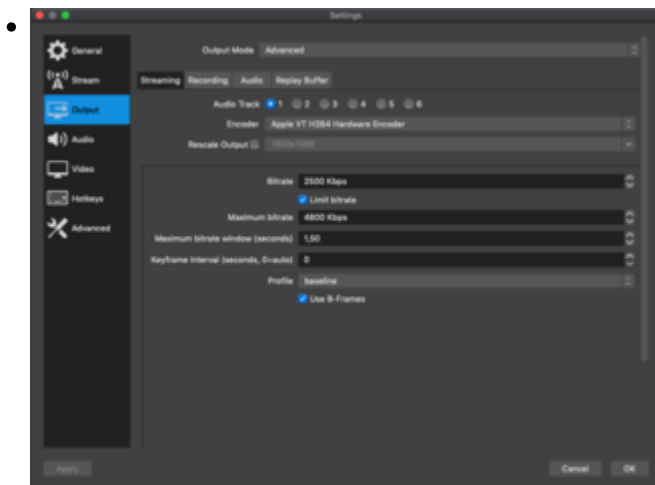 Settings
General
Output Mode Advanced
Stream
Streaming Recording Audio Replay Buffer
Output
Audio Track 1 2 3 4 5 6
Encoder Apple VT H264 Hardware Encoder
Audio
Rescale Output 1920x1080
Video
Bitrate 2500 Kbps
Hotkeys
Limit bitrate
Maximum bitrate 4800 Kbps
Advanced
Maximum bitrate window (seconds) 1,50
Keyframe Interval (seconds, 0=auto) 0
Profile baseline
Use B-Frames
Apply
Cancel OK